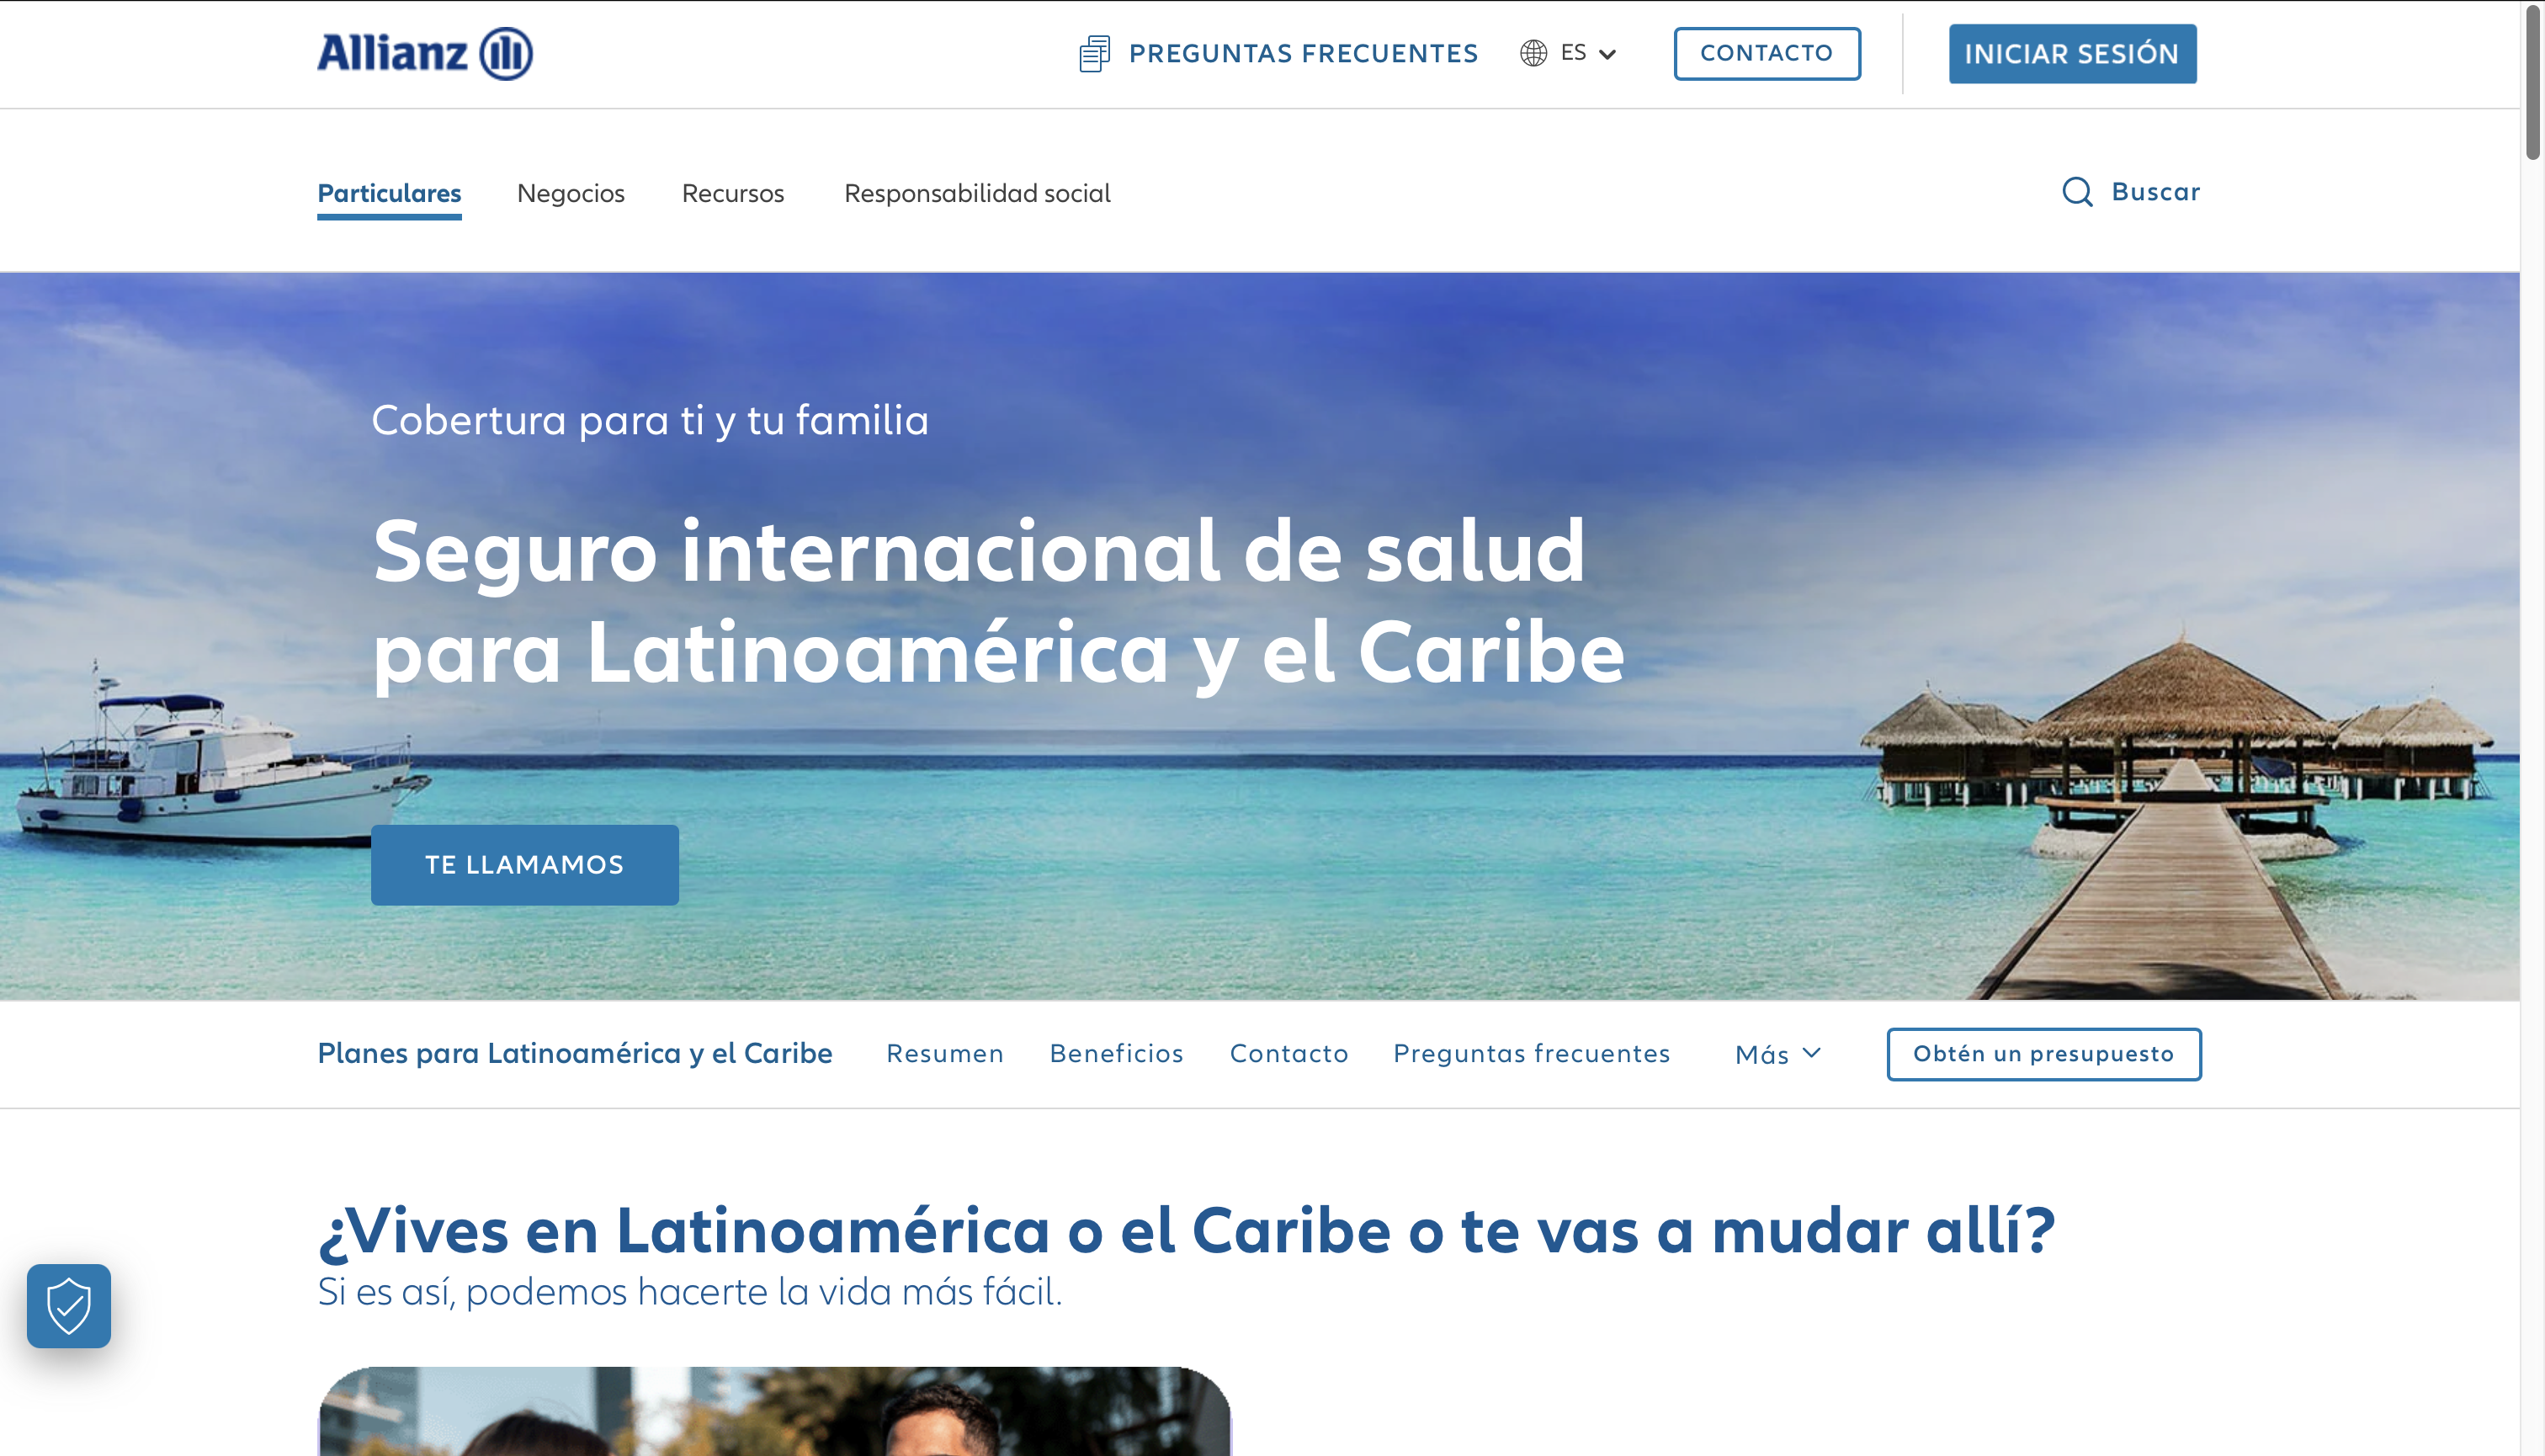 Allianz
PREGUNTAS FRECUENTES
ES
CONTACTO
INICIAR SESIÓN
Particulares
Negocios
Recursos
Responsabilidad social
Buscar
Cobertura para ti y tu familia
Seguro internacional de salud
para Latinoamérica y el Caribe
TE LLAMAMOS
Planes para Latinoamérica y el Caribe
Resumen
Beneficios
Contacto
Preguntas frecuentes
Más
Obtén un presupuesto
¿Vives en Latinoamérica o el Caribe o te vas a mudar allí?
Si es así, podemos hacerte la vida más fácil.